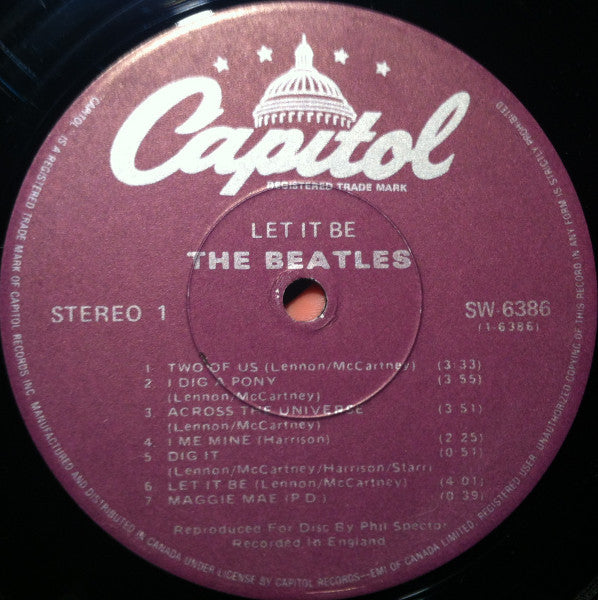 Capitol
REGISTERED TRADE MARK
LET IT BE
THE BEATLES
STEREO 1
SW-6386
(1-6386)
1 TWO OF US (Lennon/McCartney) (3:33)
2. I DIG A PONY (3:55)
(Lennon/McCartney)
3. ACROSS THE UNIVERSE (3:51)
(Lennon/McCartney)
4. I ME MINE (Harrison) (2:25)
5 DIG IT (0:51)
(Lennon/McCartney/Harrison/Starr)
6. LET IT BE (Lennon/McCartney) (4:01)
7 MAGGIE MAE (P.D.) (0:39)
Reproduced For Disc By Phil Spector
Recorded In England
CAPITOL - IS A REGISTERED TRADE MARK OF CAPITOL RECORDS INC. MANUFACTURED AND DISTRIBUTED IN CANADA UNDER LICENSE BY CAPITOL RECORDS—EMI OF CANADA LIMITED. REGISTERED USER. UNAUTHORIZED COPYING OF THIS RECORD IN ANY FORM IS STRICTLY PROHIBITED